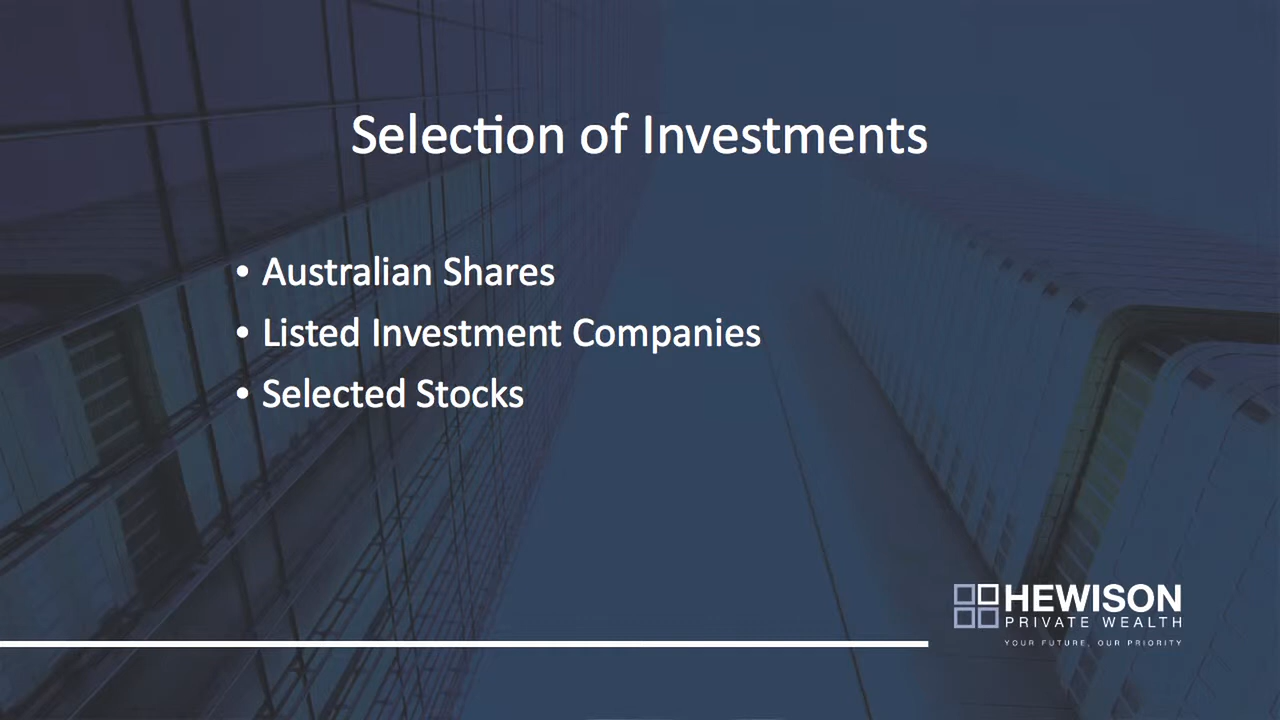 Selection of Investments
• Australian Shares
• Listed Investment Companies
• Selected Stocks
HEWISON
PRIVATE WEALTH
YOUR FUTURE, OUR PRIORITY